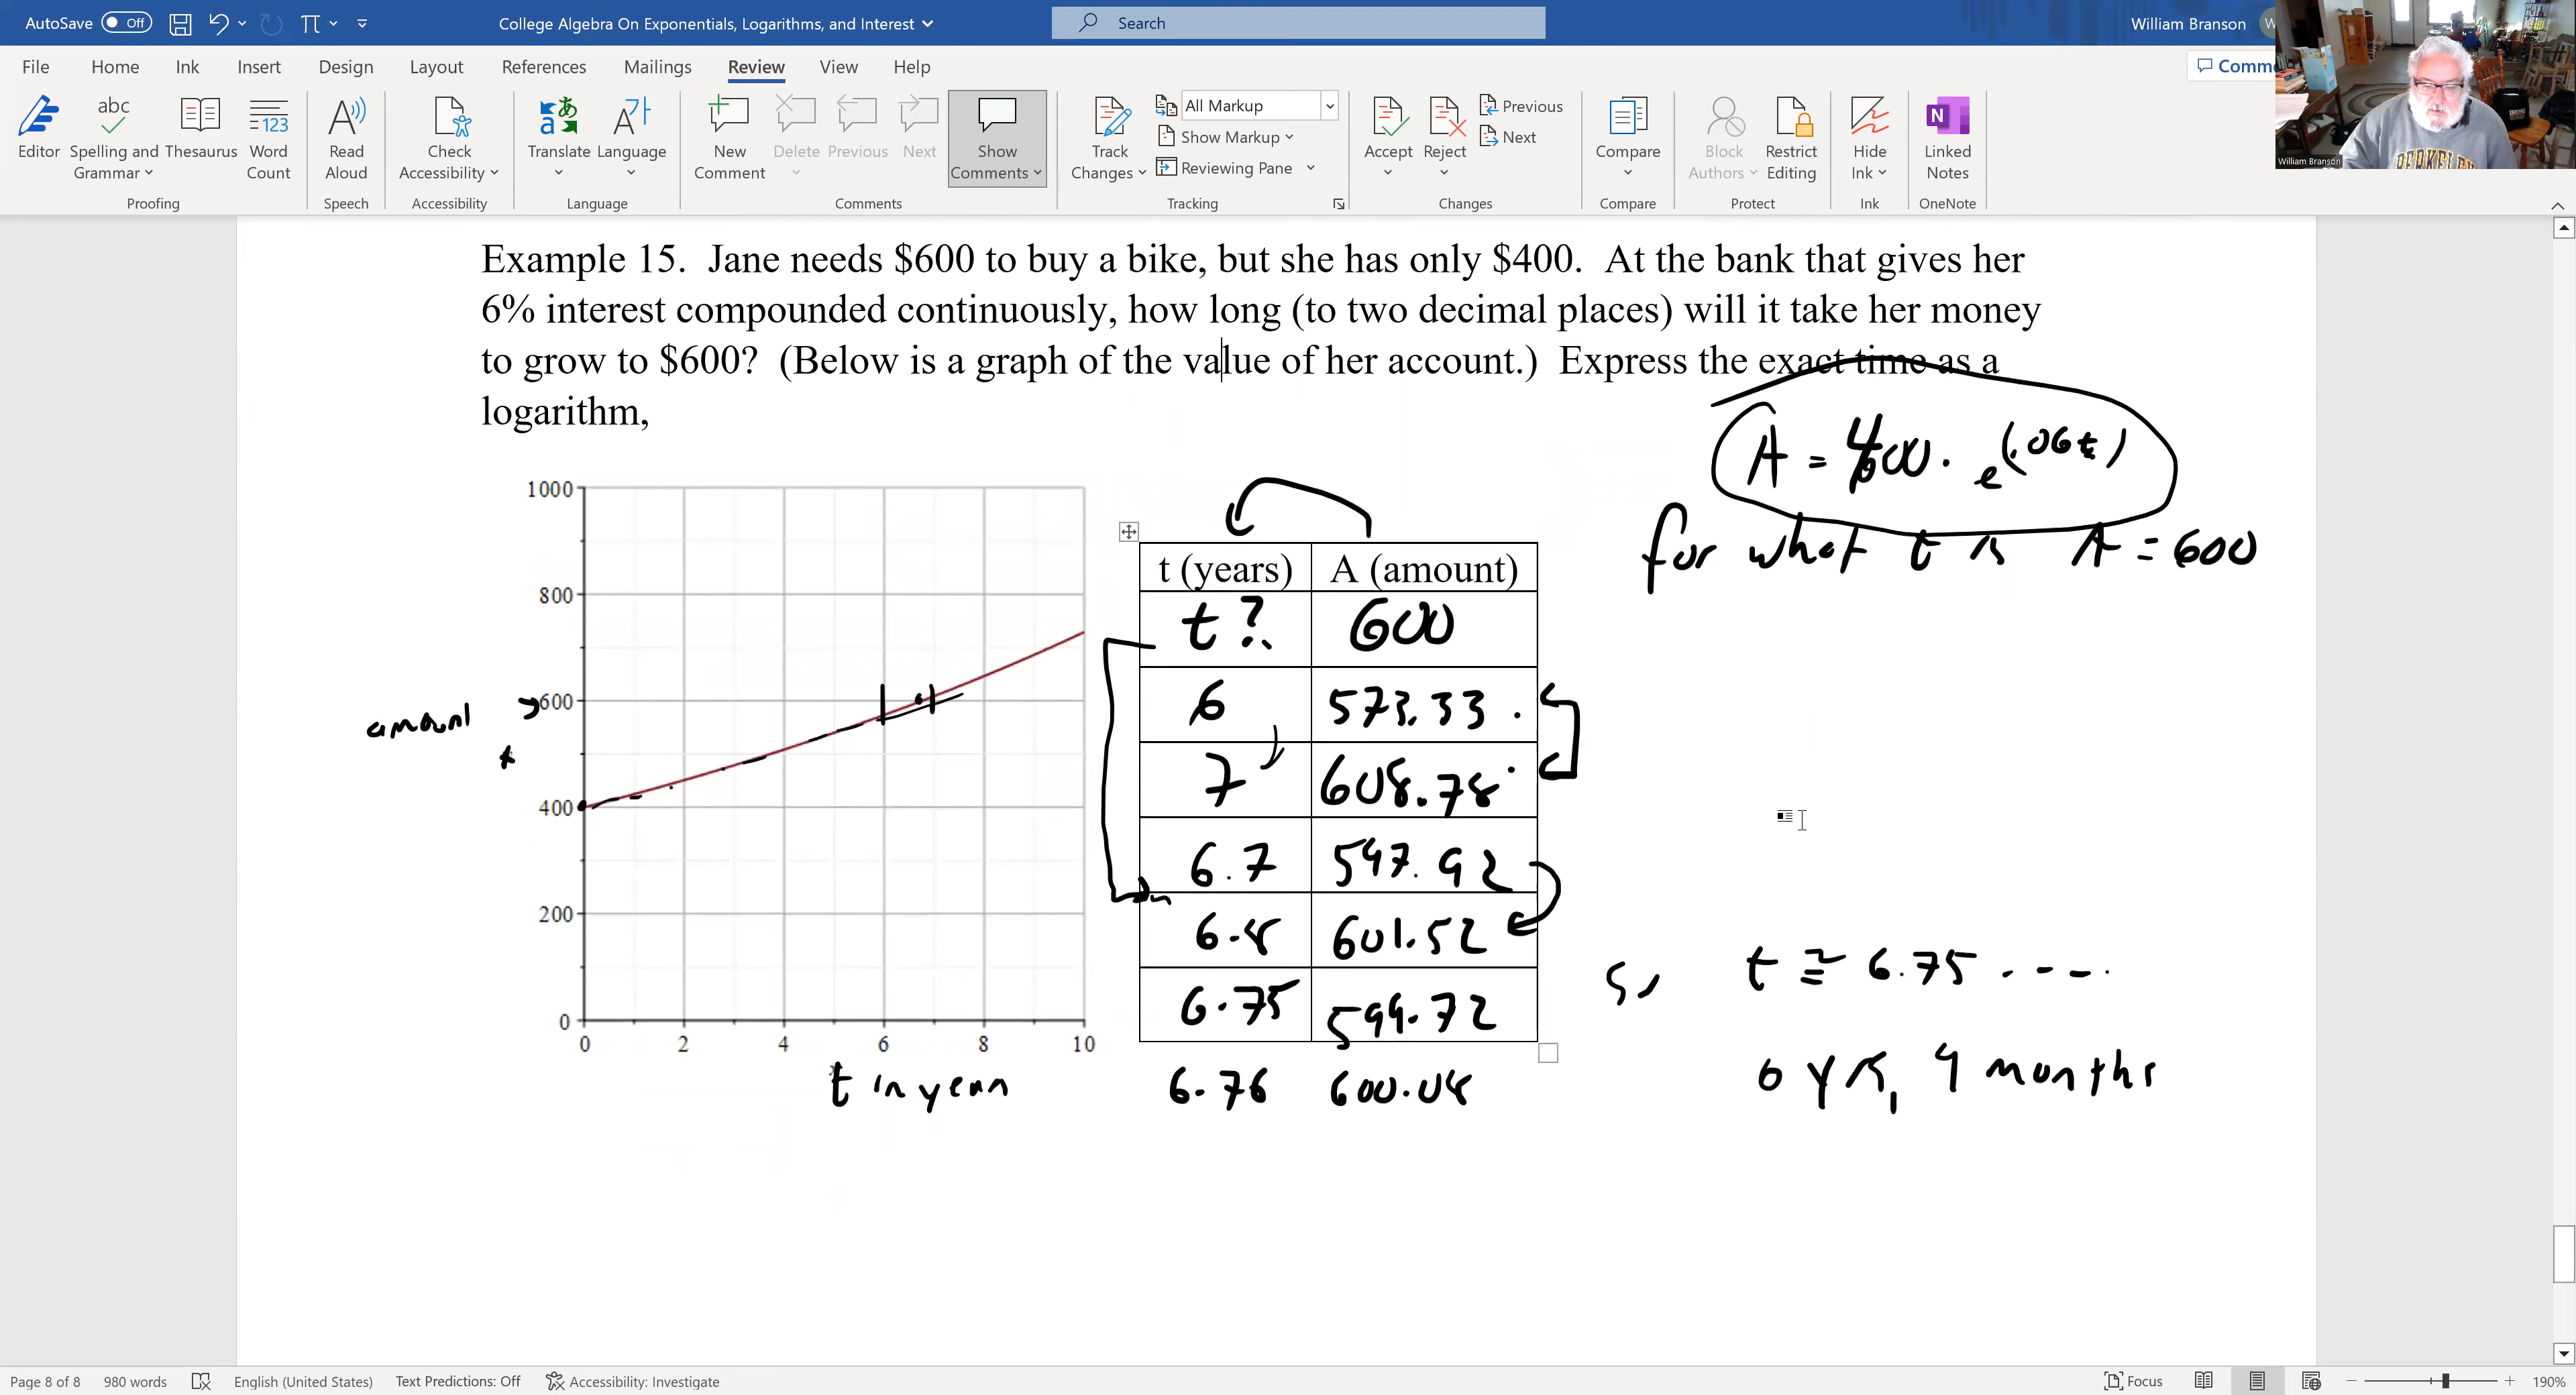 AutoSave Off College Algebra On Exponentials, Logarithms, and Interest Search William Branson W
File Home Ink Insert Design Layout References Mailings Review View Help Comme
Editor Spelling and Grammar Thesaurus Word Count Read Aloud Check Accessibility Translate Language New Comment Delete Previous Next Show Comments Track Changes All Markup Show Markup Reviewing Pane Accept Reject Previous Next Compare Block Authors Restrict Editing Hide Ink Linked Notes
Proofing Speech Accessibility Language Comments Tracking Changes Compare Protect Ink OneNote
William Branson
BERKELEY
Example 15. Jane needs $600 to buy a bike, but she has only $400. At the bank that gives her
6% interest compounded continuously, how long (to two decimal places) will it take her money
to grow to $600? (Below is a graph of the value of her account.) Express the exact time as a
logarithm,
A = 400 · e^(.06t)
for what t is A = 600
1000
800
600
400
200
0
0 2 4 6 8 10
amount
t in years
t (years) A (amount)
t? 600
6 573.33
7 608.78
6.7 597.92
6.8 601.52
6.75 599.72
6.76 600.08
So t ≅ 6.75 ----
6 yrs, 9 months
Page 8 of 8 980 words English (United States) Text Predictions: Off Accessibility: Investigate Focus 190%